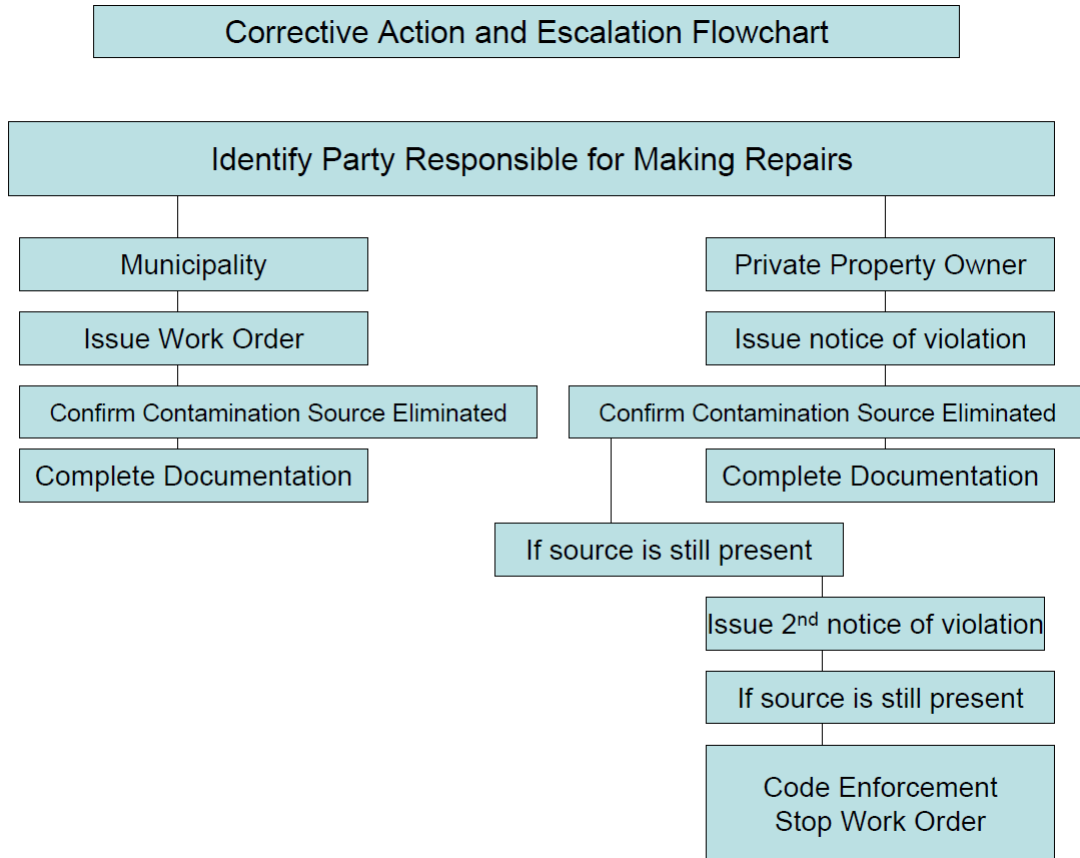 Corrective Action and Escalation Flowchart
Identify Party Responsible for Making Repairs
Municipality
Private Property Owner
Issue Work Order
Issue notice of violation
Confirm Contamination Source Eliminated
Confirm Contamination Source Eliminated
Complete Documentation
Complete Documentation
If source is still present
Issue 2nd notice of violation
If source is still present
Code Enforcement
Stop Work Order